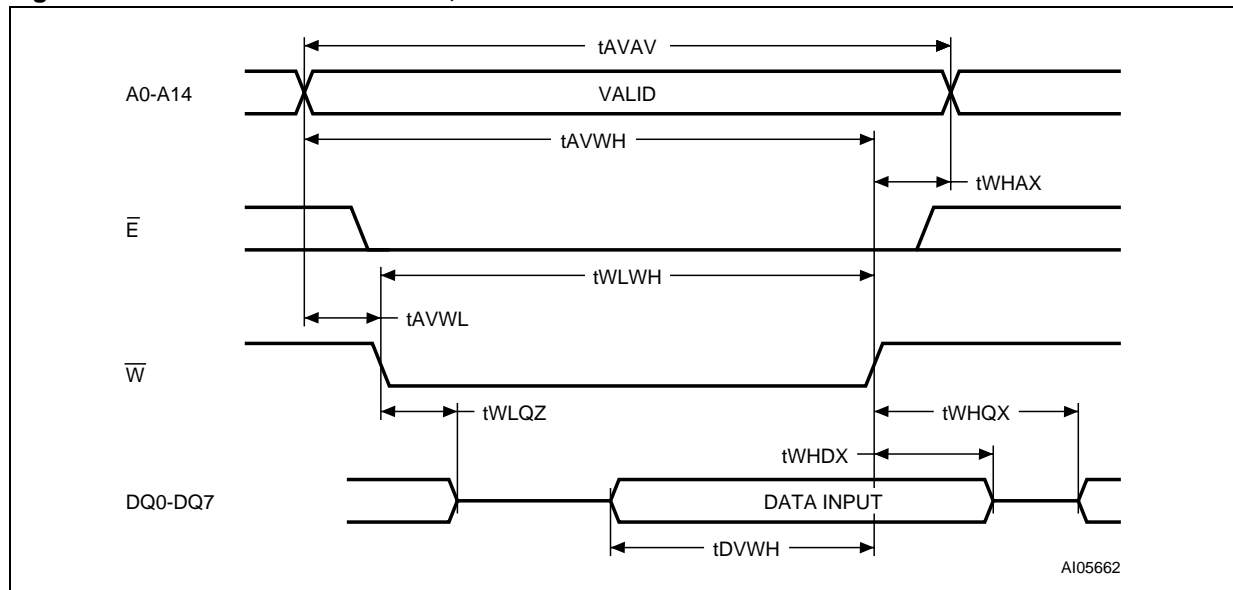 tAVAV
A0-A14
VALID
tAVWH
tWHAX
E̅
tWLWH
tAVWL
W̅
tWLQZ
tWHQX
tWHDX
DQ0-DQ7
DATA INPUT
tDVWH
AI05662